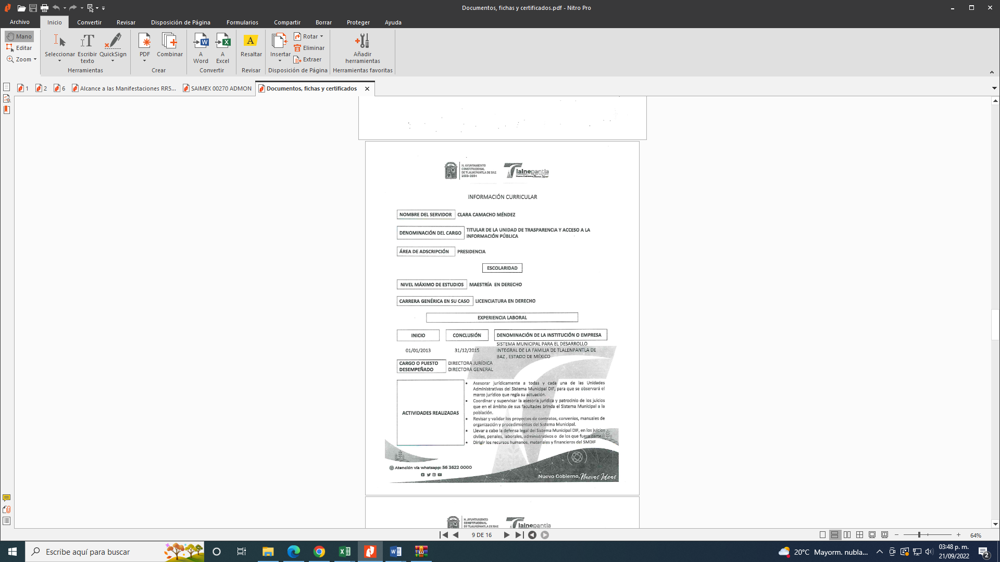 Documentos, fichas y certificados.pdf - Nitro Pro
Archivo Inicio Convertir Revisar Disposición de Página Formularios Compartir Borrar Proteger Ayuda
Mano
Editar
Zoom
Seleccionar
Escribir texto
QuickSign
Herramientas
PDF
Combinar
Crear
A Word
A Excel
Convertir
Resaltar
Revisar
Insertar
Rotar
Eliminar
Extraer
Disposición de Página
Añadir herramientas
Herramientas favoritas
1 2 6 Alcance a las Manifestaciones RR5... SAIMEX 00270 ADMON Documentos, fichas y certificados
H. AYUNTAMIENTO
CONSTITUCIONAL
DE TLALNEPANTLA DE BAZ
2022-2024
Tlalnepantla
Nuevo Gobierno, Nuevas Ideas
INFORMACIÓN CURRICULAR
NOMBRE DEL SERVIDOR CLARA CAMACHO MÉNDEZ
DENOMINACIÓN DEL CARGO TITULAR DE LA UNIDAD DE TRASPARENCIA Y ACCESO A LA
INFORMACIÓN PÚBLICA
ÁREA DE ADSCRIPCIÓN PRESIDENCIA
ESCOLARIDAD
NIVEL MÁXIMO DE ESTUDIOS MAESTRÍA EN DERECHO
CARRERA GENÉRICA EN SU CASO LICENCIATURA EN DERECHO
EXPERIENCIA LABORAL
INICIO CONCLUSIÓN DENOMINACIÓN DE LA INSTITUCIÓN O EMPRESA
SISTEMA MUNICIPAL PARA EL DESARROLLO
01/01/2013 31/12/2015 INTEGRAL DE LA FAMILIA DE TLALENPANTLA DE
BAZ , ESTADO DE MÉXICO
CARGO O PUESTO DIRECTORA JURÍDICA
DESEMPEÑADO DIRECTORA GENERAL
ACTIVIDADES REALIZADAS
• Asesorar jurídicamente a todas y cada una de las Unidades
Administrativas del Sistema Municipal DIF, para que se observará el
marco jurídico que regía su actuación.
• Coordinar y supervisar la asesoría jurídica y patrocinio de los juicios
que en el ámbito de sus facultades brinda el Sistema Municipal a la
población.
• Revisar y validar los proyectos de contratos, convenios, manuales de
organización y procedimientos del Sistema Municipal.
• Llevar a cabo la defensa legal del Sistema Municipal DIF, en los juicios
civiles, penales, laborales, administrativos o de los que fuera parte.
• Dirigir los recursos humanos, materiales y financieros del SMDIF
Atención vía whatsapp: 56 3622 0000
Nuevo Gobierno, Nuevas Ideas
H. AYUNTAMIENTO
CONSTITUCIONAL
DE TLALNEPANTLA DE BAZ
Tlalnepantla
9 DE 16
64%
Escribe aquí para buscar
20°C Mayorm. nubla...
03:48 p. m.
21/09/2022
2